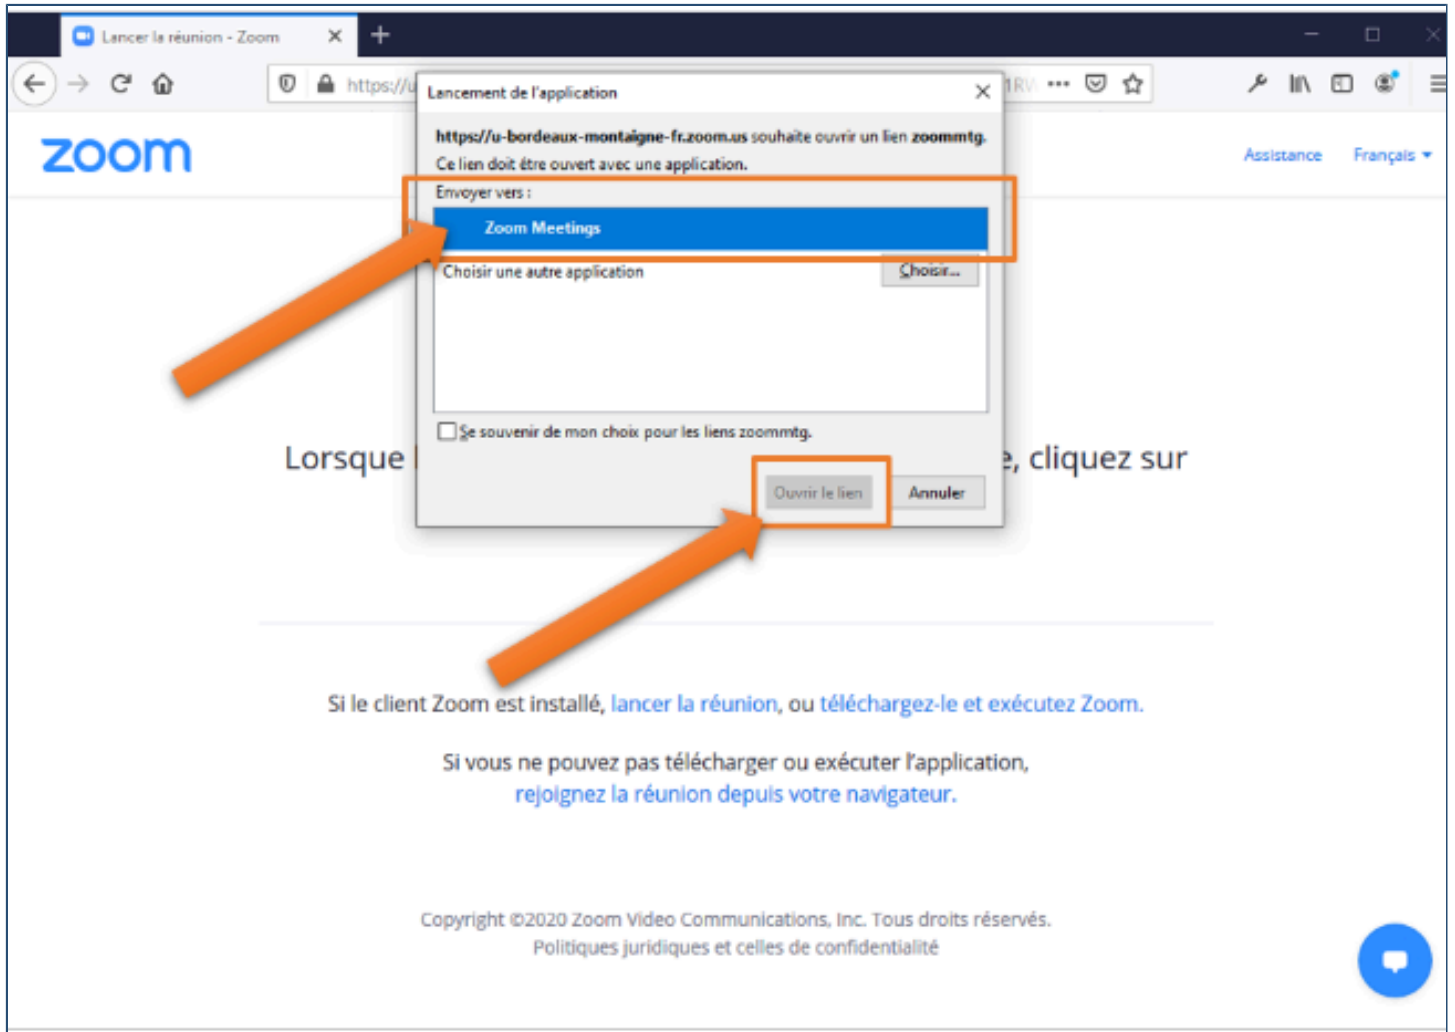 Lancer la réunion - Zoom
https://u
1RV
Lancement de l'application
https://u-bordeaux-montaigne-fr.zoom.us souhaite ouvrir un lien zoommtg.
Ce lien doit être ouvert avec une application.
Envoyer vers :
Zoom Meetings
Choisir une autre application
Choisir...
Se souvenir de mon choix pour les liens zoommtg.
Ouvrir le lien
Annuler
zoom
Assistance
Français
Lorsque
, cliquez sur
Si le client Zoom est installé, lancer la réunion, ou téléchargez-le et exécutez Zoom.
Si vous ne pouvez pas télécharger ou exécuter l'application,
rejoignez la réunion depuis votre navigateur.
Copyright ©2020 Zoom Video Communications, Inc. Tous droits réservés.
Politiques juridiques et celles de confidentialité